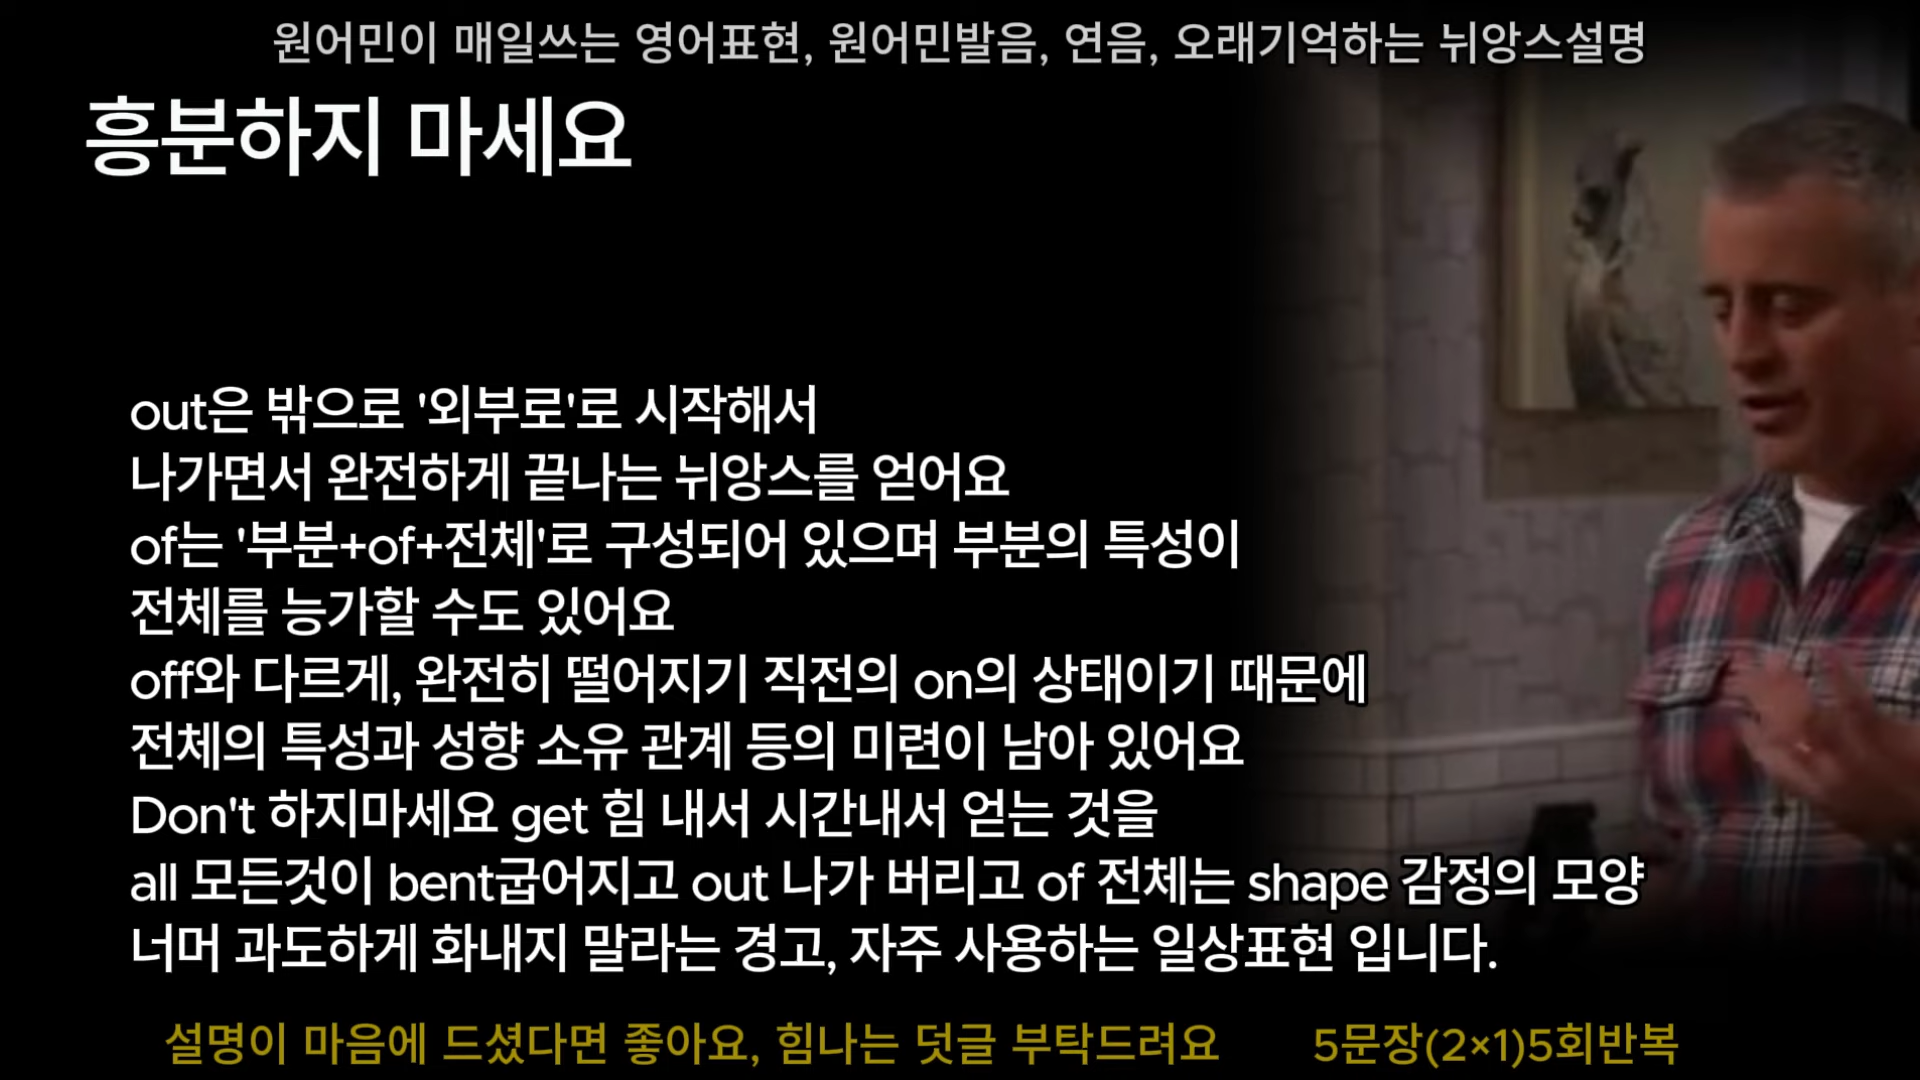 원어민이 매일쓰는 영어표현, 원어민발음, 연음, 오래기억하는 뉘앙스설명
흥분하지 마세요
out은 밖으로 '외부로'로 시작해서
나가면서 완전하게 끝나는 뉘앙스를 얻어요
of는 '부분+of+전체'로 구성되어 있으며 부분의 특성이
전체를 능가할 수도 있어요
off와 다르게, 완전히 떨어지기 직전의 on의 상태이기 때문에
전체의 특성과 성향 소유 관계 등의 미련이 남아 있어요
Don't 하지마세요 get 힘 내서 시간내서 얻는 것을
all 모든것이 bent굽어지고 out 나가 버리고 of 전체는 shape 감정의 모양
너머 과도하게 화내지 말라는 경고, 자주 사용하는 일상표현 입니다.
설명이 마음에 드셨다면 좋아요, 힘나는 덧글 부탁드려요 5문장(2×1)5회반복